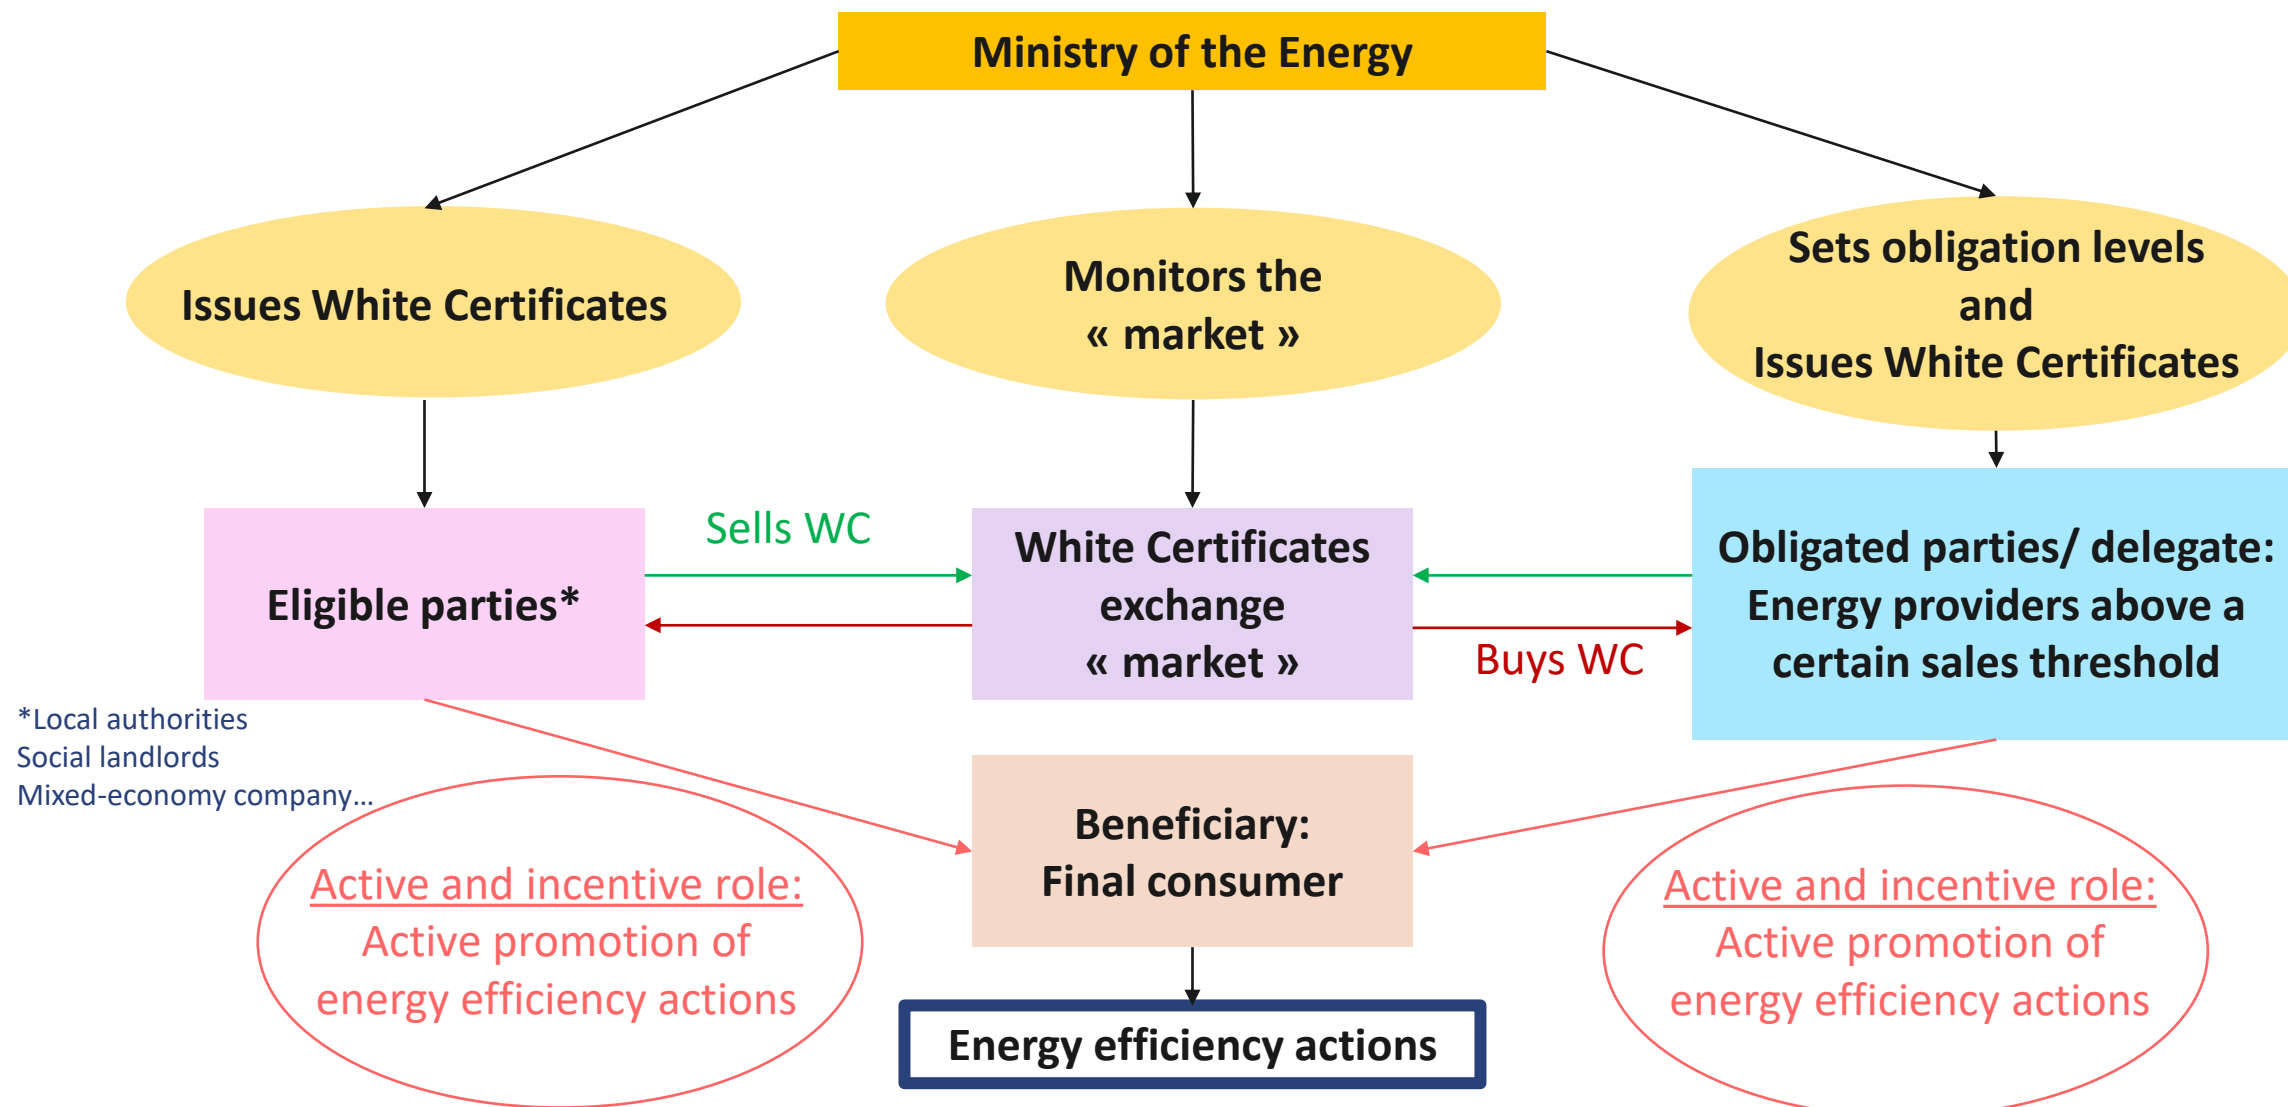 Ministry of the Energy
Issues White Certificates
Monitors the
« market »
Sets obligation levels
and
Issues White Certificates
Eligible parties*
Sells WC
White Certificates
exchange
« market »
Buys WC
Obligated parties/ delegate:
Energy providers above a
certain sales threshold
*Local authorities
Social landlords
Mixed-economy company...
Active and incentive role:
Active promotion of
energy efficiency actions
Beneficiary:
Final consumer
Active and incentive role:
Active promotion of
energy efficiency actions
Energy efficiency actions